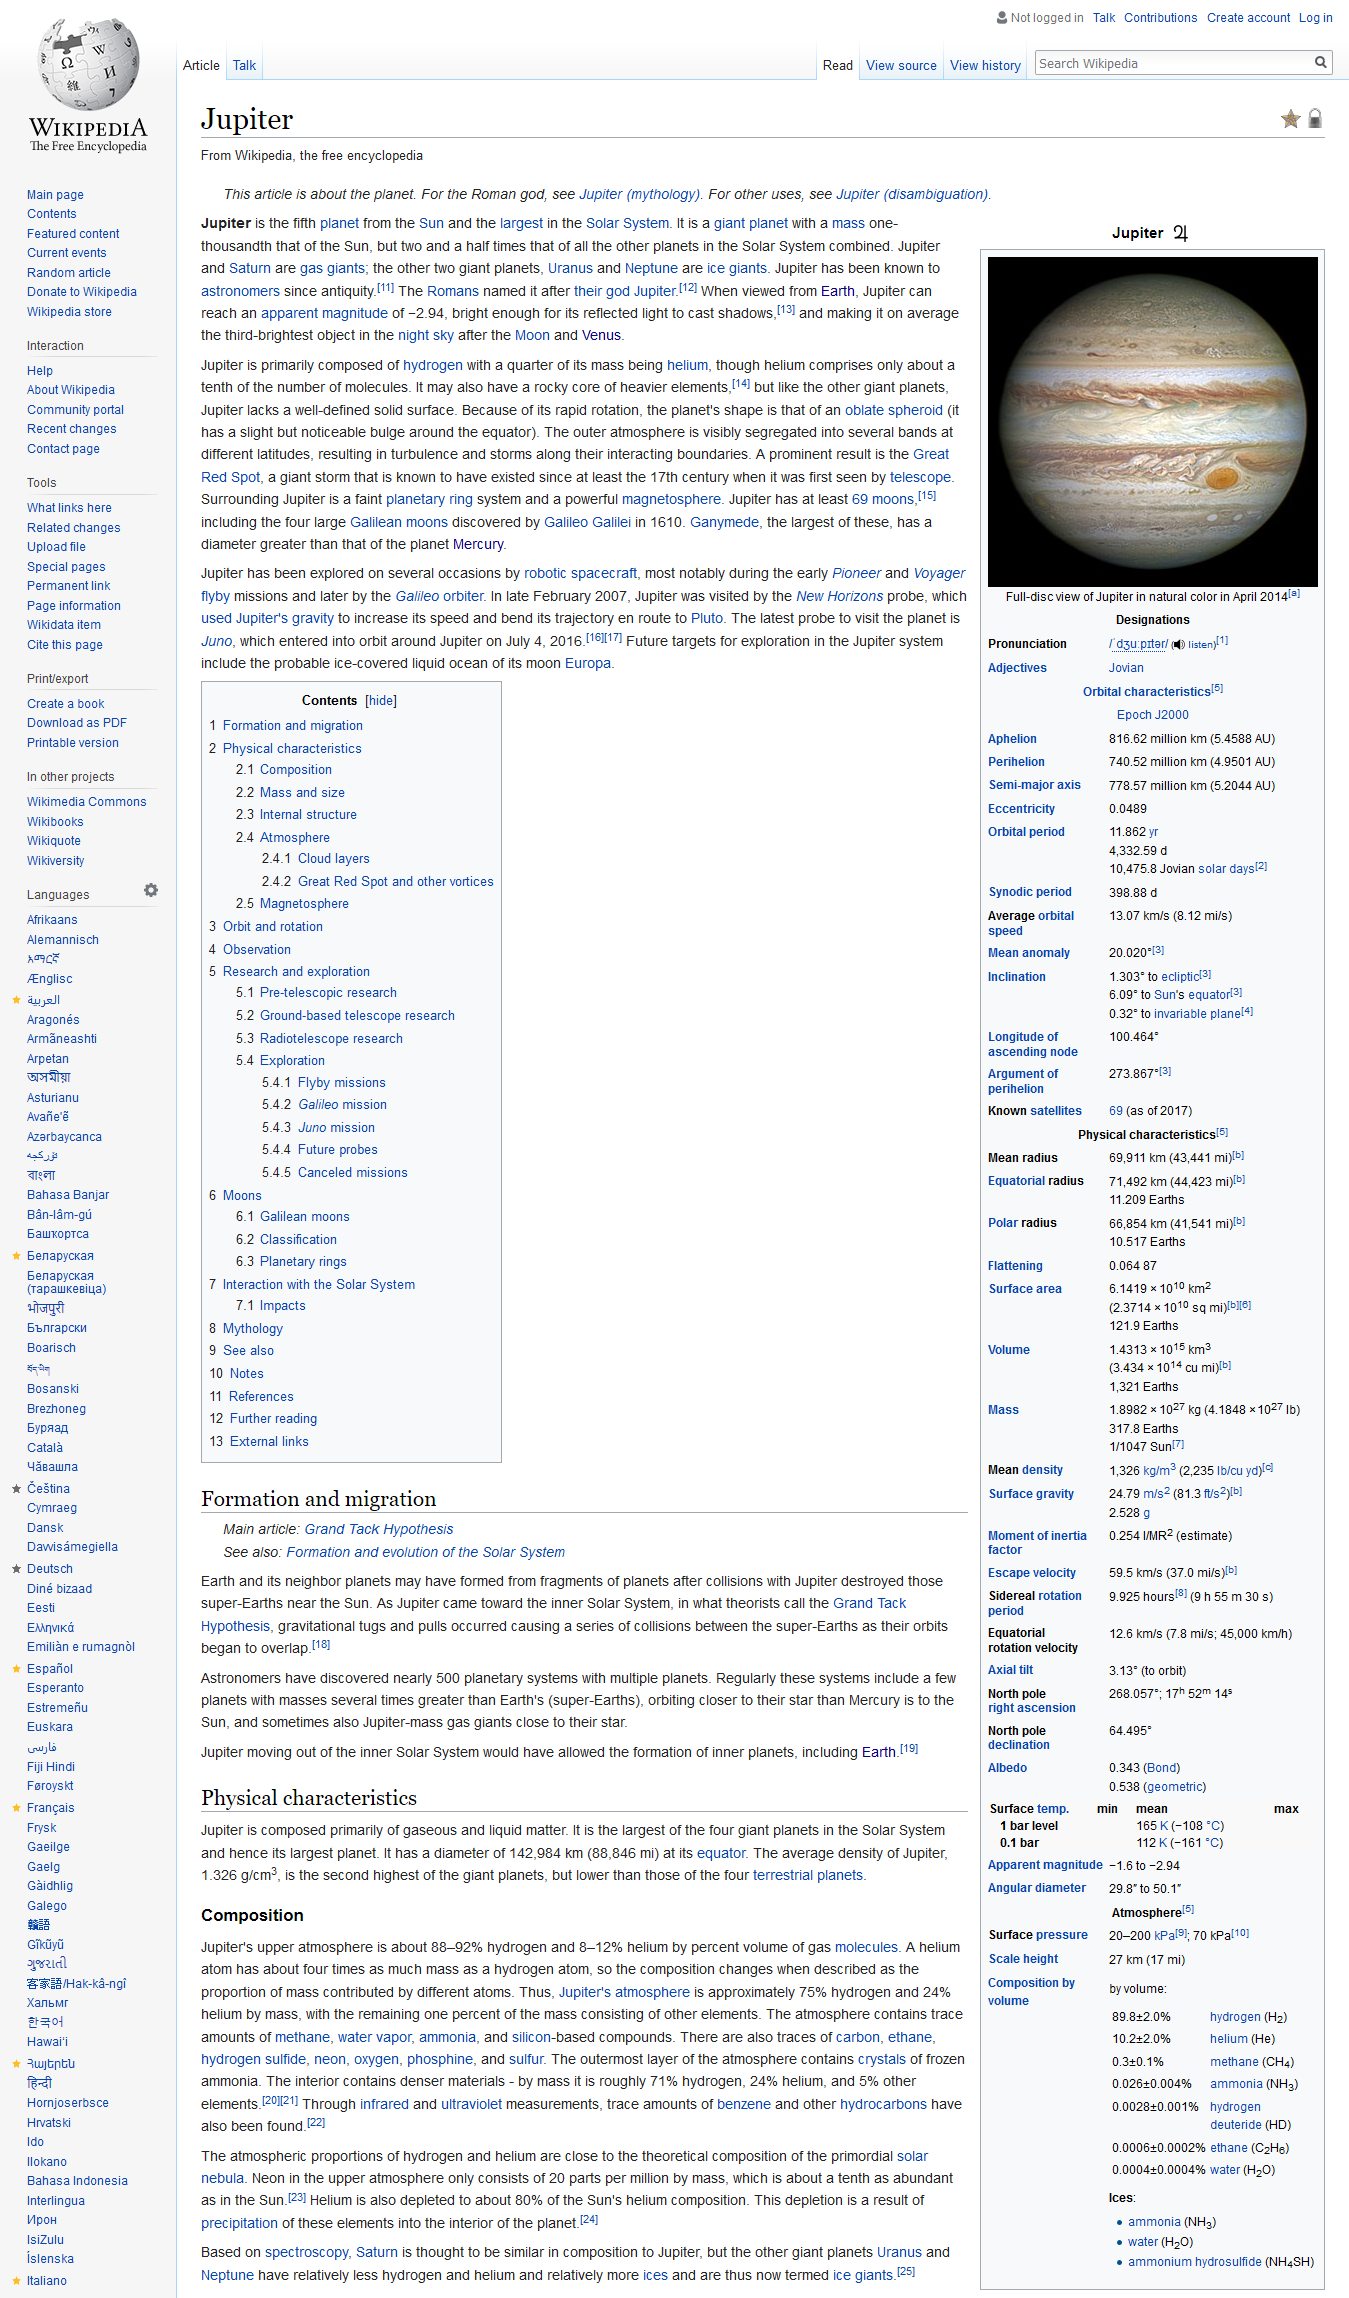 Not logged in Talk Contributions Create account Log in
Article Talk
Read View source View history Search Wikipedia
WIKIPEDIA
The Free Encyclopedia
Main page
Contents
Featured content
Current events
Random article
Donate to Wikipedia
Wikipedia store
Interaction
Help
About Wikipedia
Community portal
Recent changes
Contact page
Tools
What links here
Related changes
Upload file
Special pages
Permanent link
Page information
Wikidata item
Cite this page
Print/export
Create a book
Download as PDF
Printable version
In other projects
Wikimedia Commons
Wikibooks
Wikiquote
Wikiversity
Languages
Afrikaans
Alemannisch
አማርኛ
Ænglisc
العربية
Aragonés
Armãneashti
Arpetan
অসমীয়া
Asturianu
Avañe'ẽ
Azərbaycanca
تۆرکجه
বাংলা
Bahasa Banjar
Bân-lâm-gú
Башҡортса
Беларуская
Беларуская
(тарашкевіца)
भोजपुरी
Български
Boarisch
བོད་ཡིག
Bosanski
Brezhoneg
Буряад
Català
Чӑвашла
Čeština
Cymraeg
Dansk
Davvisámegiella
Deutsch
Diné bizaad
Eesti
Ελληνικά
Emiliàn e rumagnòl
Español
Esperanto
Estremeñu
Euskara
فارسی
Fiji Hindi
Føroyskt
Français
Frysk
Gaeilge
Gaelg
Gàidhlig
Galego
贛語
Gĩkũyũ
ગુજરાતી
客家語/Hak-kâ-ngî
Хальмг
한국어
Hawaiʻi
Հայերեն
हिन्दी
Hornjoserbsce
Hrvatski
Ido
Ilokano
Bahasa Indonesia
Interlingua
Ирон
IsiZulu
Íslenska
Italiano
Jupiter
From Wikipedia, the free encyclopedia
This article is about the planet. For the Roman god, see Jupiter (mythology). For other uses, see Jupiter (disambiguation).
Jupiter is the fifth planet from the Sun and the largest in the Solar System. It is a giant planet with a mass one-
thousandth that of the Sun, but two and a half times that of all the other planets in the Solar System combined. Jupiter
and Saturn are gas giants; the other two giant planets, Uranus and Neptune are ice giants. Jupiter has been known to
astronomers since antiquity.[11] The Romans named it after their god Jupiter.[12] When viewed from Earth, Jupiter can
reach an apparent magnitude of −2.94, bright enough for its reflected light to cast shadows,[13] and making it on average
the third-brightest object in the night sky after the Moon and Venus.
Jupiter is primarily composed of hydrogen with a quarter of its mass being helium, though helium comprises only about a
tenth of the number of molecules. It may also have a rocky core of heavier elements,[14] but like the other giant planets,
Jupiter lacks a well-defined solid surface. Because of its rapid rotation, the planet's shape is that of an oblate spheroid (it
has a slight but noticeable bulge around the equator). The outer atmosphere is visibly segregated into several bands at
different latitudes, resulting in turbulence and storms along their interacting boundaries. A prominent result is the Great
Red Spot, a giant storm that is known to have existed since at least the 17th century when it was first seen by telescope.
Surrounding Jupiter is a faint planetary ring system and a powerful magnetosphere. Jupiter has at least 69 moons,[15]
including the four large Galilean moons discovered by Galileo Galilei in 1610. Ganymede, the largest of these, has a
diameter greater than that of the planet Mercury.
Jupiter has been explored on several occasions by robotic spacecraft, most notably during the early Pioneer and Voyager
flyby missions and later by the Galileo orbiter. In late February 2007, Jupiter was visited by the New Horizons probe, which
used Jupiter's gravity to increase its speed and bend its trajectory en route to Pluto. The latest probe to visit the planet is
Juno, which entered into orbit around Jupiter on July 4, 2016.[16][17] Future targets for exploration in the Jupiter system
include the probable ice-covered liquid ocean of its moon Europa.
Contents [hide]
1 Formation and migration
2 Physical characteristics
2.1 Composition
2.2 Mass and size
2.3 Internal structure
2.4 Atmosphere
2.4.1 Cloud layers
2.4.2 Great Red Spot and other vortices
2.5 Magnetosphere
3 Orbit and rotation
4 Observation
5 Research and exploration
5.1 Pre-telescopic research
5.2 Ground-based telescope research
5.3 Radiotelescope research
5.4 Exploration
5.4.1 Flyby missions
5.4.2 Galileo mission
5.4.3 Juno mission
5.4.4 Future probes
5.4.5 Canceled missions
6 Moons
6.1 Galilean moons
6.2 Classification
6.3 Planetary rings
7 Interaction with the Solar System
7.1 Impacts
8 Mythology
9 See also
10 Notes
11 References
12 Further reading
13 External links
Formation and migration
Main article: Grand Tack Hypothesis
See also: Formation and evolution of the Solar System
Earth and its neighbor planets may have formed from fragments of planets after collisions with Jupiter destroyed those
super-Earths near the Sun. As Jupiter came toward the inner Solar System, in what theorists call the Grand Tack
Hypothesis, gravitational tugs and pulls occurred causing a series of collisions between the super-Earths as their orbits
began to overlap.[18]
Astronomers have discovered nearly 500 planetary systems with multiple planets. Regularly these systems include a few
planets with masses several times greater than Earth's (super-Earths), orbiting closer to their star than Mercury is to the
Sun, and sometimes also Jupiter-mass gas giants close to their star.
Jupiter moving out of the inner Solar System would have allowed the formation of inner planets, including Earth.[19]
Physical characteristics
Jupiter is composed primarily of gaseous and liquid matter. It is the largest of the four giant planets in the Solar System
and hence its largest planet. It has a diameter of 142,984 km (88,846 mi) at its equator. The average density of Jupiter,
1.326 g/cm3, is the second highest of the giant planets, but lower than those of the four terrestrial planets.
Composition
Jupiter's upper atmosphere is about 88–92% hydrogen and 8–12% helium by percent volume of gas molecules. A helium
atom has about four times as much mass as a hydrogen atom, so the composition changes when described as the
proportion of mass contributed by different atoms. Thus, Jupiter's atmosphere is approximately 75% hydrogen and 24%
helium by mass, with the remaining one percent of the mass consisting of other elements. The atmosphere contains trace
amounts of methane, water vapor, ammonia, and silicon-based compounds. There are also traces of carbon, ethane,
hydrogen sulfide, neon, oxygen, phosphine, and sulfur. The outermost layer of the atmosphere contains crystals of frozen
ammonia. The interior contains denser materials - by mass it is roughly 71% hydrogen, 24% helium, and 5% other
elements.[20][21] Through infrared and ultraviolet measurements, trace amounts of benzene and other hydrocarbons have
also been found.[22]
The atmospheric proportions of hydrogen and helium are close to the theoretical composition of the primordial solar
nebula. Neon in the upper atmosphere only consists of 20 parts per million by mass, which is about a tenth as abundant
as in the Sun.[23] Helium is also depleted to about 80% of the Sun's helium composition. This depletion is a result of
precipitation of these elements into the interior of the planet.[24]
Based on spectroscopy, Saturn is thought to be similar in composition to Jupiter, but the other giant planets Uranus and
Neptune have relatively less hydrogen and helium and relatively more ices and are thus now termed ice giants.[25]
Jupiter ♃
Full-disc view of Jupiter in natural color in April 2014[a]
Designations
Pronunciation /ˈdʒuːpɪtər/ (listen)[1]
Adjectives Jovian
Orbital characteristics[5]
Epoch J2000
Aphelion 816.62 million km (5.4588 AU)
Perihelion 740.52 million km (4.9501 AU)
Semi-major axis 778.57 million km (5.2044 AU)
Eccentricity 0.0489
Orbital period 11.862 yr
4,332.59 d
10,475.8 Jovian solar days[2]
Synodic period 398.88 d
Average orbital speed 13.07 km/s (8.12 mi/s)
Mean anomaly 20.020°[3]
Inclination 1.303° to ecliptic[3]
6.09° to Sun's equator[3]
0.32° to invariable plane[4]
Longitude of ascending node 100.464°
Argument of perihelion 273.867°[3]
Known satellites 69 (as of 2017)
Physical characteristics[5]
Mean radius 69,911 km (43,441 mi)[b]
Equatorial radius 71,492 km (44,423 mi)[b]
11.209 Earths
Polar radius 66,854 km (41,541 mi)[b]
10.517 Earths
Flattening 0.064 87
Surface area 6.1419 × 10^10 km2
(2.3714 × 10^10 sq mi)[b][6]
121.9 Earths
Volume 1.4313 × 10^15 km3
(3.434 × 10^14 cu mi)[b]
1,321 Earths
Mass 1.8982 × 10^27 kg (4.1848 × 10^27 lb)
317.8 Earths
1/1047 Sun[7]
Mean density 1,326 kg/m3 (2,235 lb/cu yd)[c]
Surface gravity 24.79 m/s2 (81.3 ft/s2)[b]
2.528 g
Moment of inertia factor 0.254 I/MR2 (estimate)
Escape velocity 59.5 km/s (37.0 mi/s)[b]
Sidereal rotation period 9.925 hours[8] (9 h 55 m 30 s)
Equatorial rotation velocity 12.6 km/s (7.8 mi/s; 45,000 km/h)
Axial tilt 3.13° (to orbit)
North pole right ascension 268.057°; 17h 52m 14s
North pole declination 64.495°
Albedo 0.343 (Bond)
0.538 (geometric)
Surface temp. min mean max
1 bar level 165 K (−108 °C)
0.1 bar 112 K (−161 °C)
Apparent magnitude −1.6 to −2.94
Angular diameter 29.8″ to 50.1″
Atmosphere[5]
Surface pressure 20–200 kPa[9]; 70 kPa[10]
Scale height 27 km (17 mi)
Composition by volume by volume:
89.8±2.0% hydrogen (H2)
10.2±2.0% helium (He)
0.3±0.1% methane (CH4)
0.026±0.004% ammonia (NH3)
0.0028±0.001% hydrogen deuteride (HD)
0.0006±0.0002% ethane (C2H6)
0.0004±0.0004% water (H2O)
Ices:
ammonia (NH3)
water (H2O)
ammonium hydrosulfide (NH4SH)